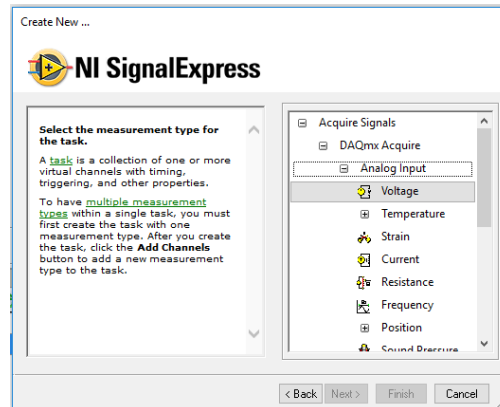 Create New ...
NI SignalExpress
Select the measurement type for
the task.
A task is a collection of one or more
virtual channels with timing,
triggering, and other properties.
To have multiple measurement
types within a single task, you must
first create the task with one
measurement type. After you create
the task, click the Add Channels
button to add a new measurement
type to the task.
Acquire Signals
DAQmx Acquire
Analog Input
Voltage
Temperature
Strain
Current
Resistance
Frequency
Position
Sound Pressure
< Back
Next >
Finish
Cancel